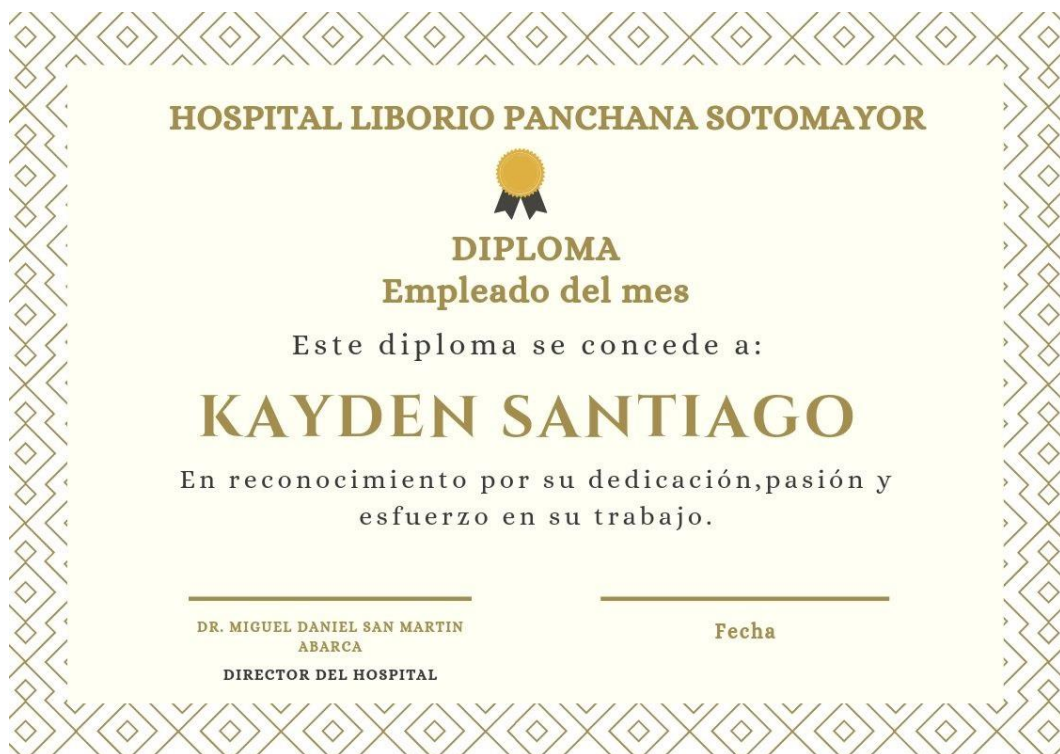 HOSPITAL LIBORIO PANCHANA SOTOMAYOR
DIPLOMA
Empleado del mes
Este diploma se concede a:
KAYDEN SANTIAGO
En reconocimiento por su dedicación,pasión y
esfuerzo en su trabajo.
DR. MIGUEL DANIEL SAN MARTIN
ABARCA
DIRECTOR DEL HOSPITAL
Fecha